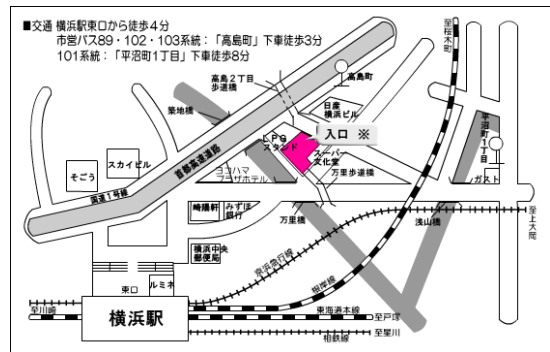 ■交通 横浜駅東口から徒歩4分
市営バス89・102・103系統：「高島町」下車徒歩3分
101系統：「平沼町1丁目」下車徒歩8分
至桜木町
高島2丁目
歩道橋
高島町
築地橋
日産
横浜ビル
入口 ※
平沼町1丁目
LPG
スタンド
首都高速道路
スーパー
文化堂
スカイビル
そごう
ヨコハマ
プラザホテル
万里歩道橋
ガスト
国道1号線
崎陽軒
みずほ
銀行
万里橋
浅山橋
至上大岡
横浜中央
郵便局
京浜急行線
根岸線
東口
ルミネ
至川崎
横浜駅
東海道本線
至戸塚
相鉄線
至星川